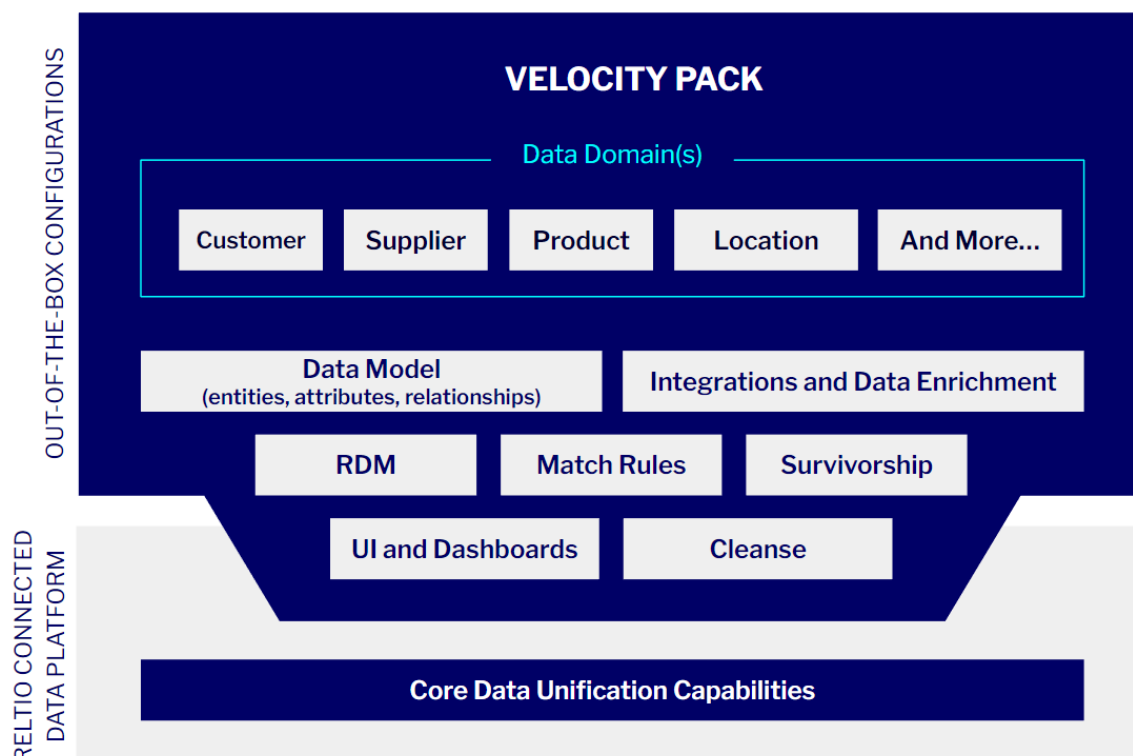 OUT-OF-THE-BOX CONFIGURATIONS
VELOCITY PACK
Data Domain(s)
Customer
Supplier
Product
Location
And More...
Data Model
(entities, attributes, relationships)
Integrations and Data Enrichment
RDM
Match Rules
Survivorship
UI and Dashboards
Cleanse
RELTIO CONNECTED
DATA PLATFORM
Core Data Unification Capabilities